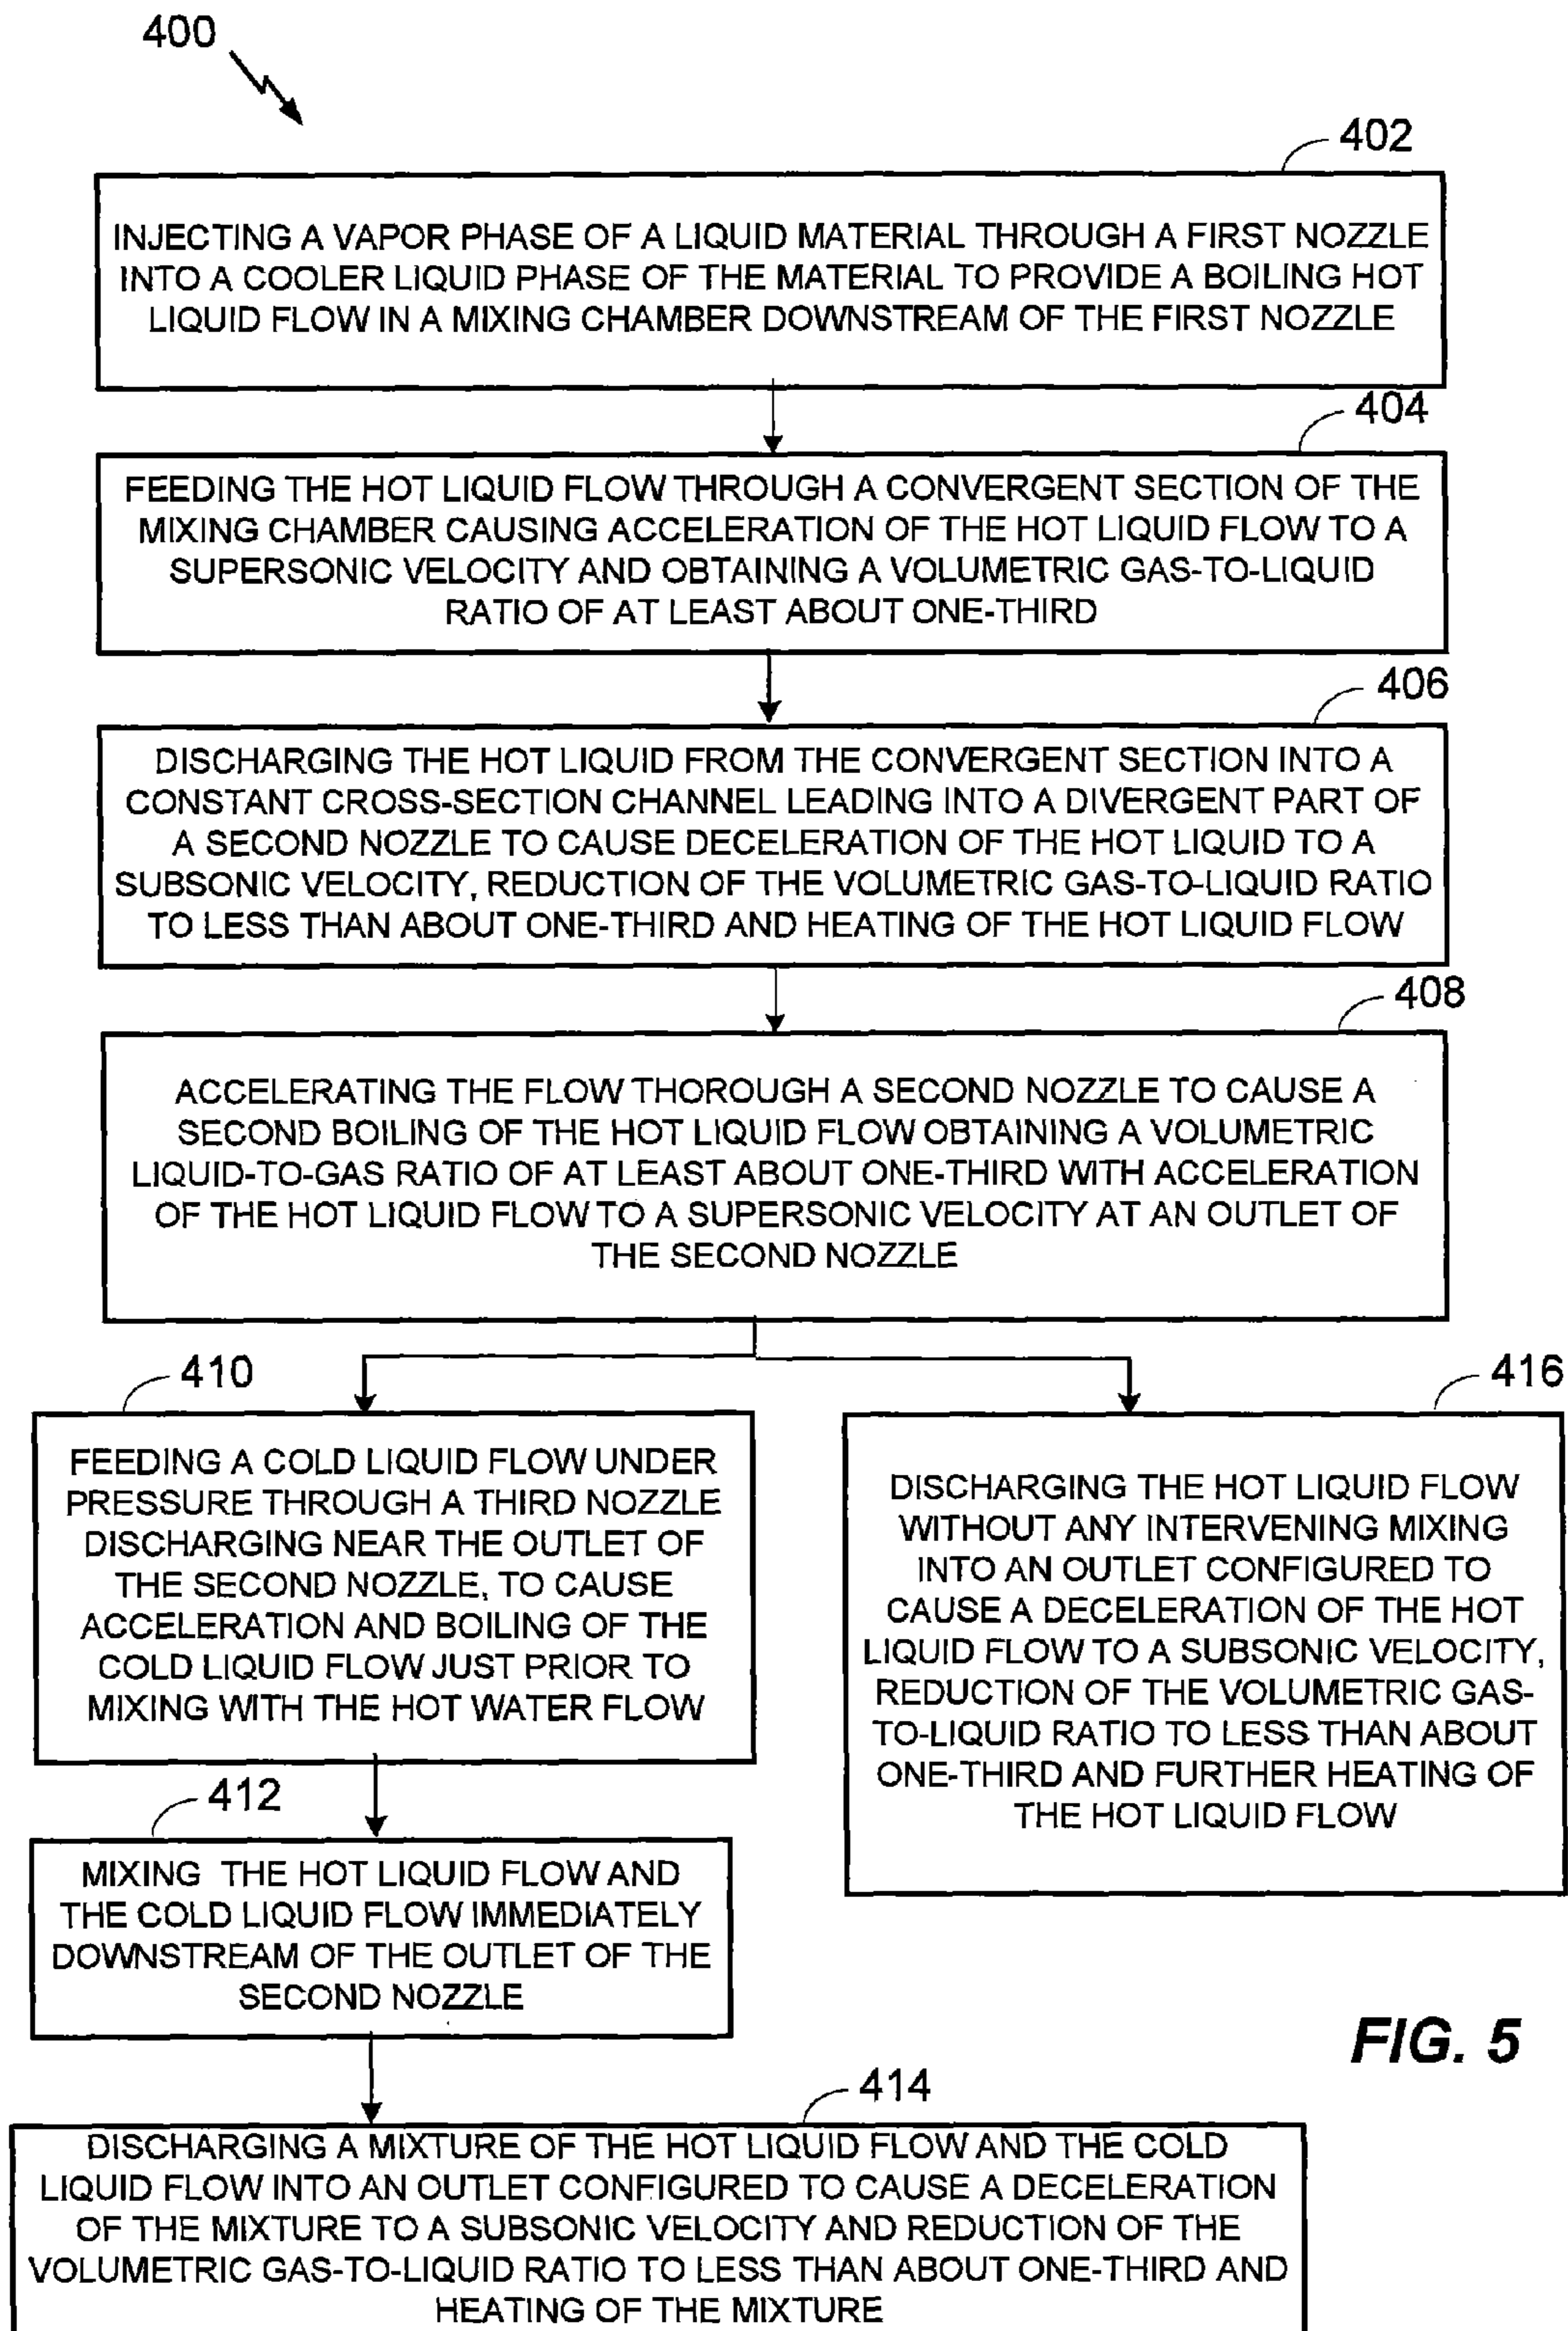 400
402
INJECTING A VAPOR PHASE OF A LIQUID MATERIAL THROUGH A FIRST NOZZLE
INTO A COOLER LIQUID PHASE OF THE MATERIAL TO PROVIDE A BOILING HOT
LIQUID FLOW IN A MIXING CHAMBER DOWNSTREAM OF THE FIRST NOZZLE
404
FEEDING THE HOT LIQUID FLOW THROUGH A CONVERGENT SECTION OF THE
MIXING CHAMBER CAUSING ACCELERATION OF THE HOT LIQUID FLOW TO A
SUPERSONIC VELOCITY AND OBTAINING A VOLUMETRIC GAS-TO-LIQUID
RATIO OF AT LEAST ABOUT ONE-THIRD
406
DISCHARGING THE HOT LIQUID FROM THE CONVERGENT SECTION INTO A
CONSTANT CROSS-SECTION CHANNEL LEADING INTO A DIVERGENT PART OF
A SECOND NOZZLE TO CAUSE DECELERATION OF THE HOT LIQUID TO A
SUBSONIC VELOCITY, REDUCTION OF THE VOLUMETRIC GAS-TO-LIQUID RATIO
TO LESS THAN ABOUT ONE-THIRD AND HEATING OF THE HOT LIQUID FLOW
408
ACCELERATING THE FLOW THOROUGH A SECOND NOZZLE TO CAUSE A
SECOND BOILING OF THE HOT LIQUID FLOW OBTAINING A VOLUMETRIC
LIQUID-TO-GAS RATIO OF AT LEAST ABOUT ONE-THIRD WITH ACCELERATION
OF THE HOT LIQUID FLOW TO A SUPERSONIC VELOCITY AT AN OUTLET OF
THE SECOND NOZZLE
410
FEEDING A COLD LIQUID FLOW UNDER
PRESSURE THROUGH A THIRD NOZZLE
DISCHARGING NEAR THE OUTLET OF
THE SECOND NOZZLE, TO CAUSE
ACCELERATION AND BOILING OF THE
COLD LIQUID FLOW JUST PRIOR TO
MIXING WITH THE HOT WATER FLOW
416
DISCHARGING THE HOT LIQUID FLOW
WITHOUT ANY INTERVENING MIXING
INTO AN OUTLET CONFIGURED TO
CAUSE A DECELERATION OF THE HOT
LIQUID FLOW TO A SUBSONIC VELOCITY,
REDUCTION OF THE VOLUMETRIC GAS-
TO-LIQUID RATIO TO LESS THAN ABOUT
ONE-THIRD AND FURTHER HEATING OF
THE HOT LIQUID FLOW
412
MIXING THE HOT LIQUID FLOW AND
THE COLD LIQUID FLOW IMMEDIATELY
DOWNSTREAM OF THE OUTLET OF THE
SECOND NOZZLE
FIG. 5
414
DISCHARGING A MIXTURE OF THE HOT LIQUID FLOW AND THE COLD
LIQUID FLOW INTO AN OUTLET CONFIGURED TO CAUSE A DECELERATION
OF THE MIXTURE TO A SUBSONIC VELOCITY AND REDUCTION OF THE
VOLUMETRIC GAS-TO-LIQUID RATIO TO LESS THAN ABOUT ONE-THIRD AND
HEATING OF THE MIXTURE